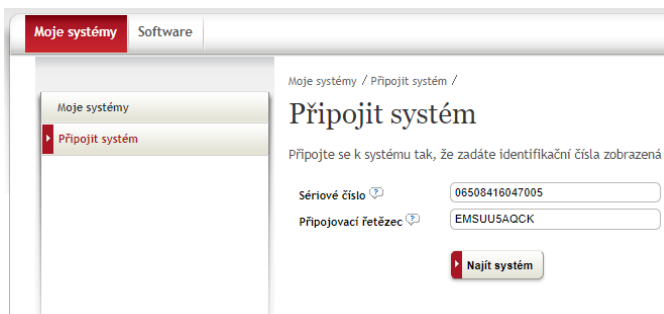 Moje systémy Software
Moje systémy / Připojit systém /
Moje systémy
Připojit systém
Připojit systém
Připojte se k systému tak, že zadáte identifikační čísla zobrazená
Sériové číslo ? 06508416047005
Připojovací řetězec ? EMSUU5AQCK
Najít systém